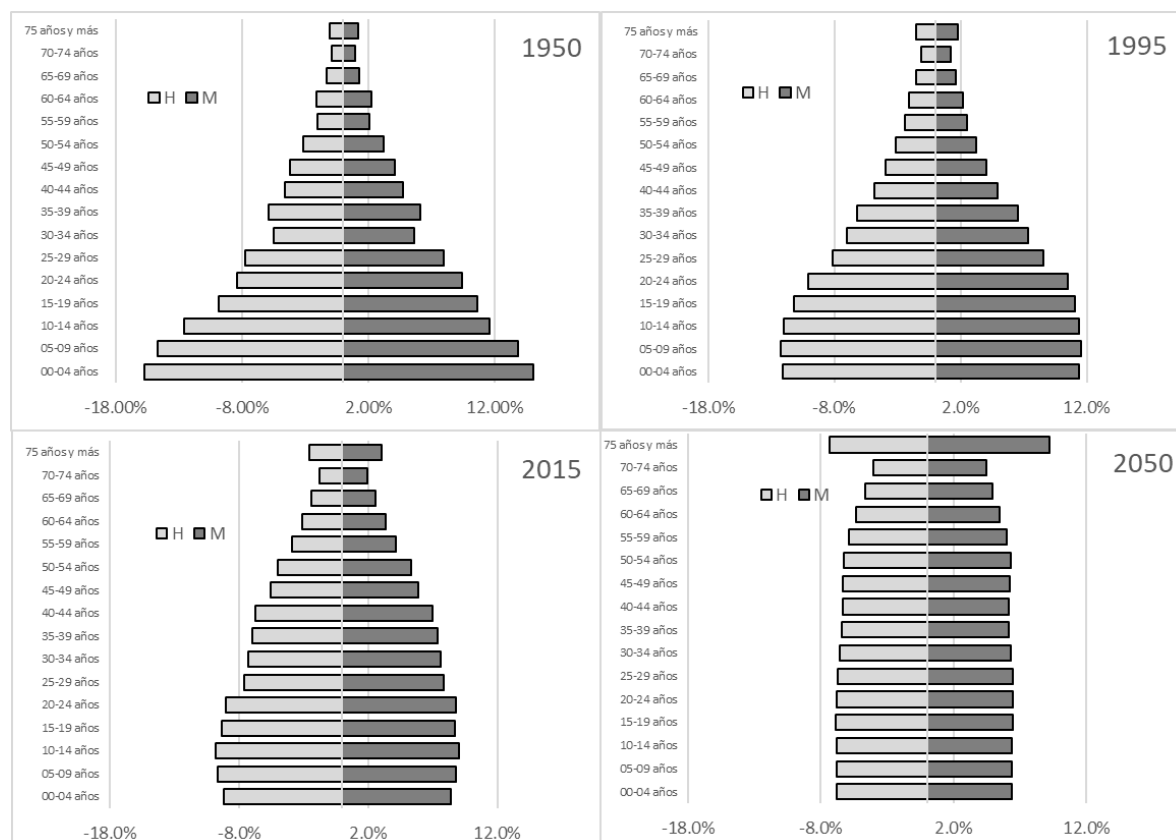 1950
75 años y más
70-74 años
65-69 años
60-64 años
55-59 años
50-54 años
45-49 años
40-44 años
35-39 años
30-34 años
25-29 años
20-24 años
15-19 años
10-14 años
05-09 años
00-04 años
H M
-18.00% -8.00% 2.00% 12.00%
1995
75 años y más
70-74 años
65-69 años
60-64 años
55-59 años
50-54 años
45-49 años
40-44 años
35-39 años
30-34 años
25-29 años
20-24 años
15-19 años
10-14 años
05-09 años
00-04 años
H M
-18.0% -8.0% 2.0% 12.0%
2015
75 años y más
70-74 años
65-69 años
60-64 años
55-59 años
50-54 años
45-49 años
40-44 años
35-39 años
30-34 años
25-29 años
20-24 años
15-19 años
10-14 años
05-09 años
00-04 años
H M
-18.0% -8.0% 2.0% 12.0%
2050
75 años y más
70-74 años
65-69 años
60-64 años
55-59 años
50-54 años
45-49 años
40-44 años
35-39 años
30-34 años
25-29 años
20-24 años
15-19 años
10-14 años
05-09 años
00-04 años
H M
-18.0% -8.0% 2.0% 12.0%